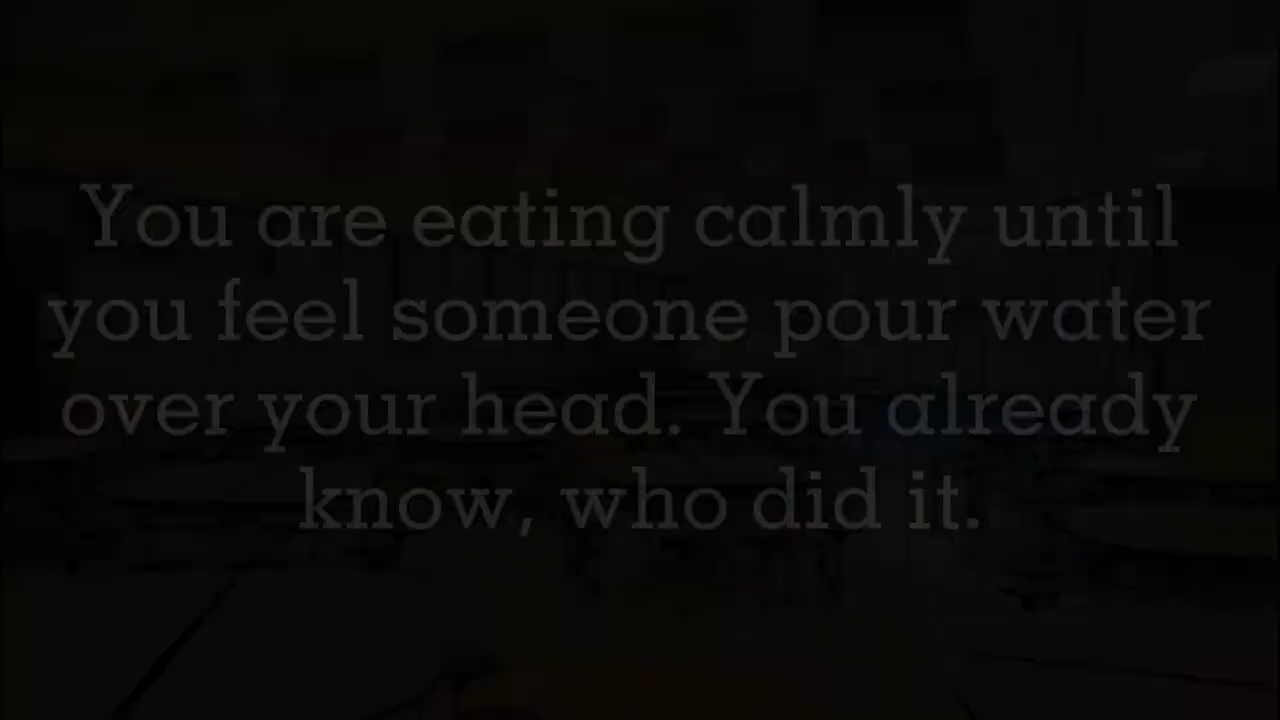 You are eating calmly until
you feel someone pour water
over your head. You already
know, who did it.